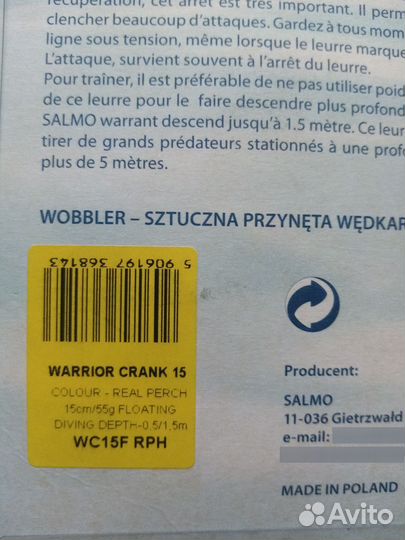 récupération, cet arrêt est très important. Il perm
clencher beaucoup d'attaques. Gardez à tous mom
ligne sous tension, même lorsque le leurre marque
L'attaque, survient souvent à l'arrêt du leurre.
Pour traîner, il est préférable de ne pas utiliser poid
de ce leurre pour le faire descendre plus profond
SALMO warrant descend jusqu'à 1.5 mètre. Ce leur
tirer de grands prédateurs stationnés à une prof
plus de 5 mètres.
WOBBLER – SZTUCZNA PRZYNĘTA WĘDKAR
5 906197 368143
WARRIOR CRANK 15
COLOUR - REAL PERCH
15cm/55g FLOATING
DIVING DEPTH-0,5/1,5m
WC15F RPH
Producent:
SALMO
11-036 Gietrzwałd
e-mail:
MADE IN POLAND
Avito